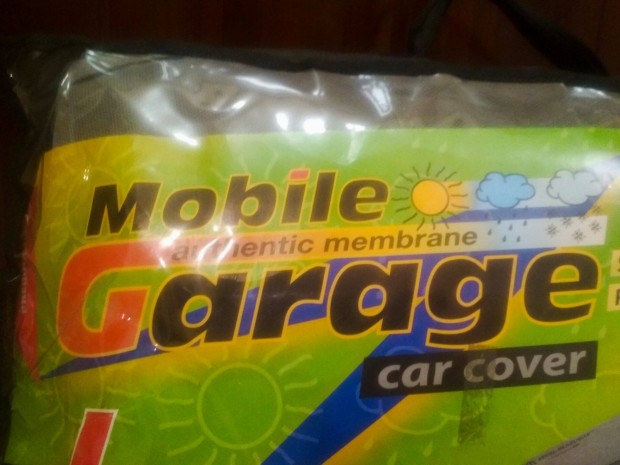 Mobile
authentic membrane
Garage
car cover